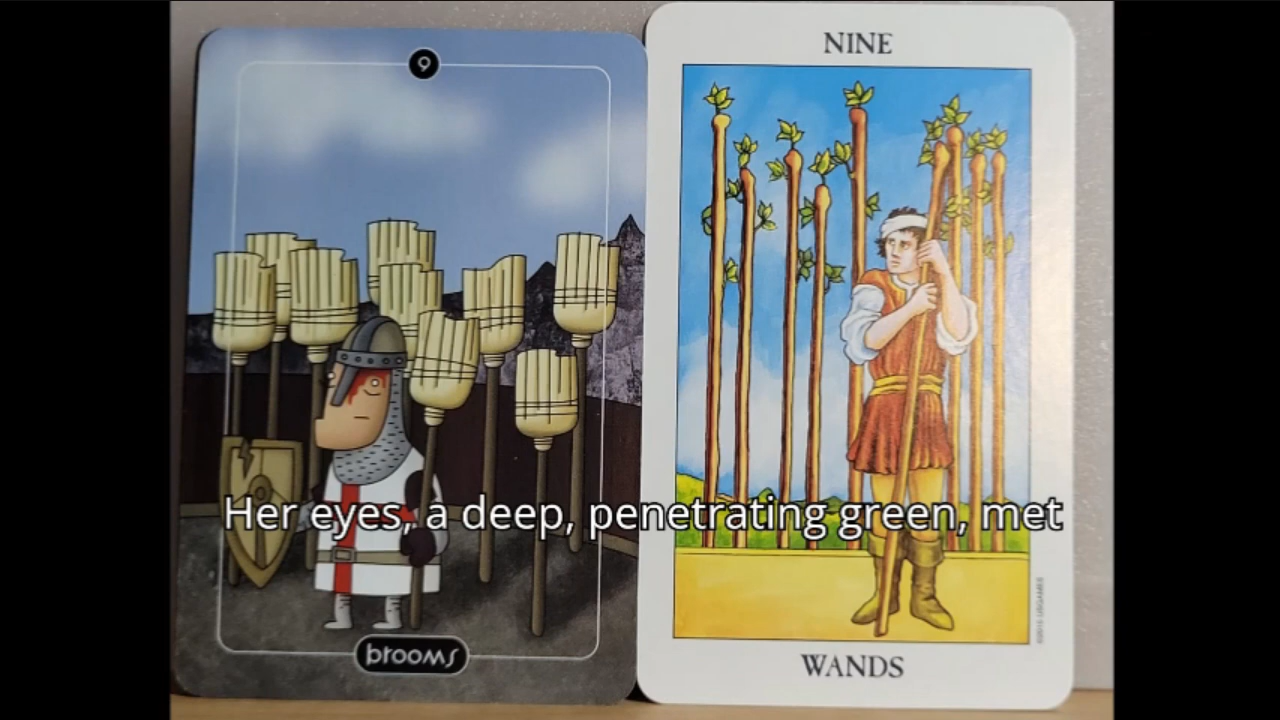 9
NINE
Her eyes, a deep, penetrating green, met
brooms
WANDS